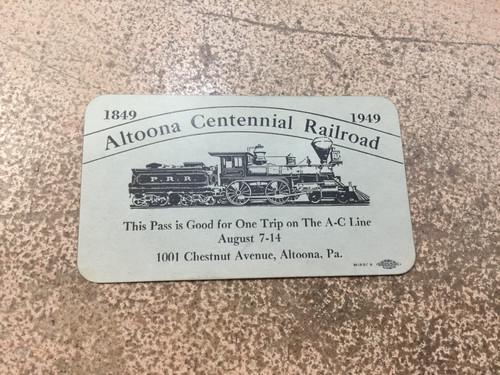 1849 1949
Altoona Centennial Railroad
P. R. R.
This Pass is Good for One Trip on The A-C Line
August 7-14
1001 Chestnut Avenue, Altoona, Pa.